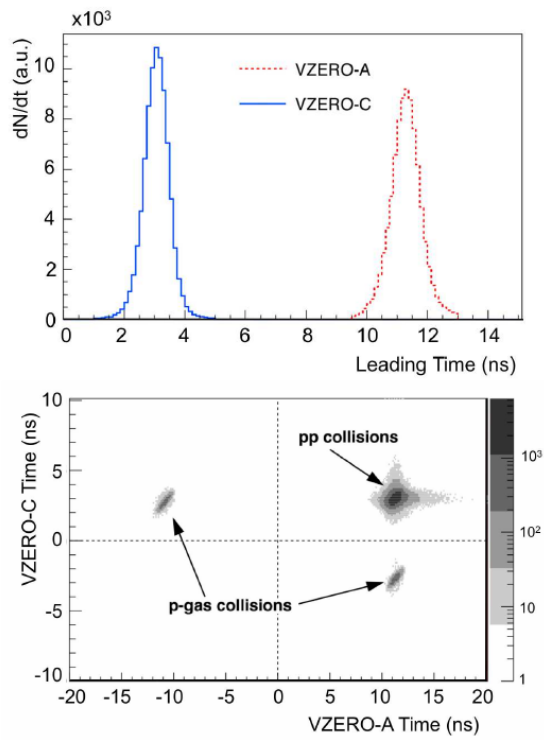 x10³
dN/dt (a.u.)
10
8
6
4
2
0
VZERO-A
VZERO-C
0 2 4 6 8 10 12 14
Leading Time (ns)
VZERO-C Time (ns)
10
5
0
-5
-10
pp collisions
p-gas collisions
10³
10²
10
1
-20 -15 -10 -5 0 5 10 15 20
VZERO-A Time (ns)